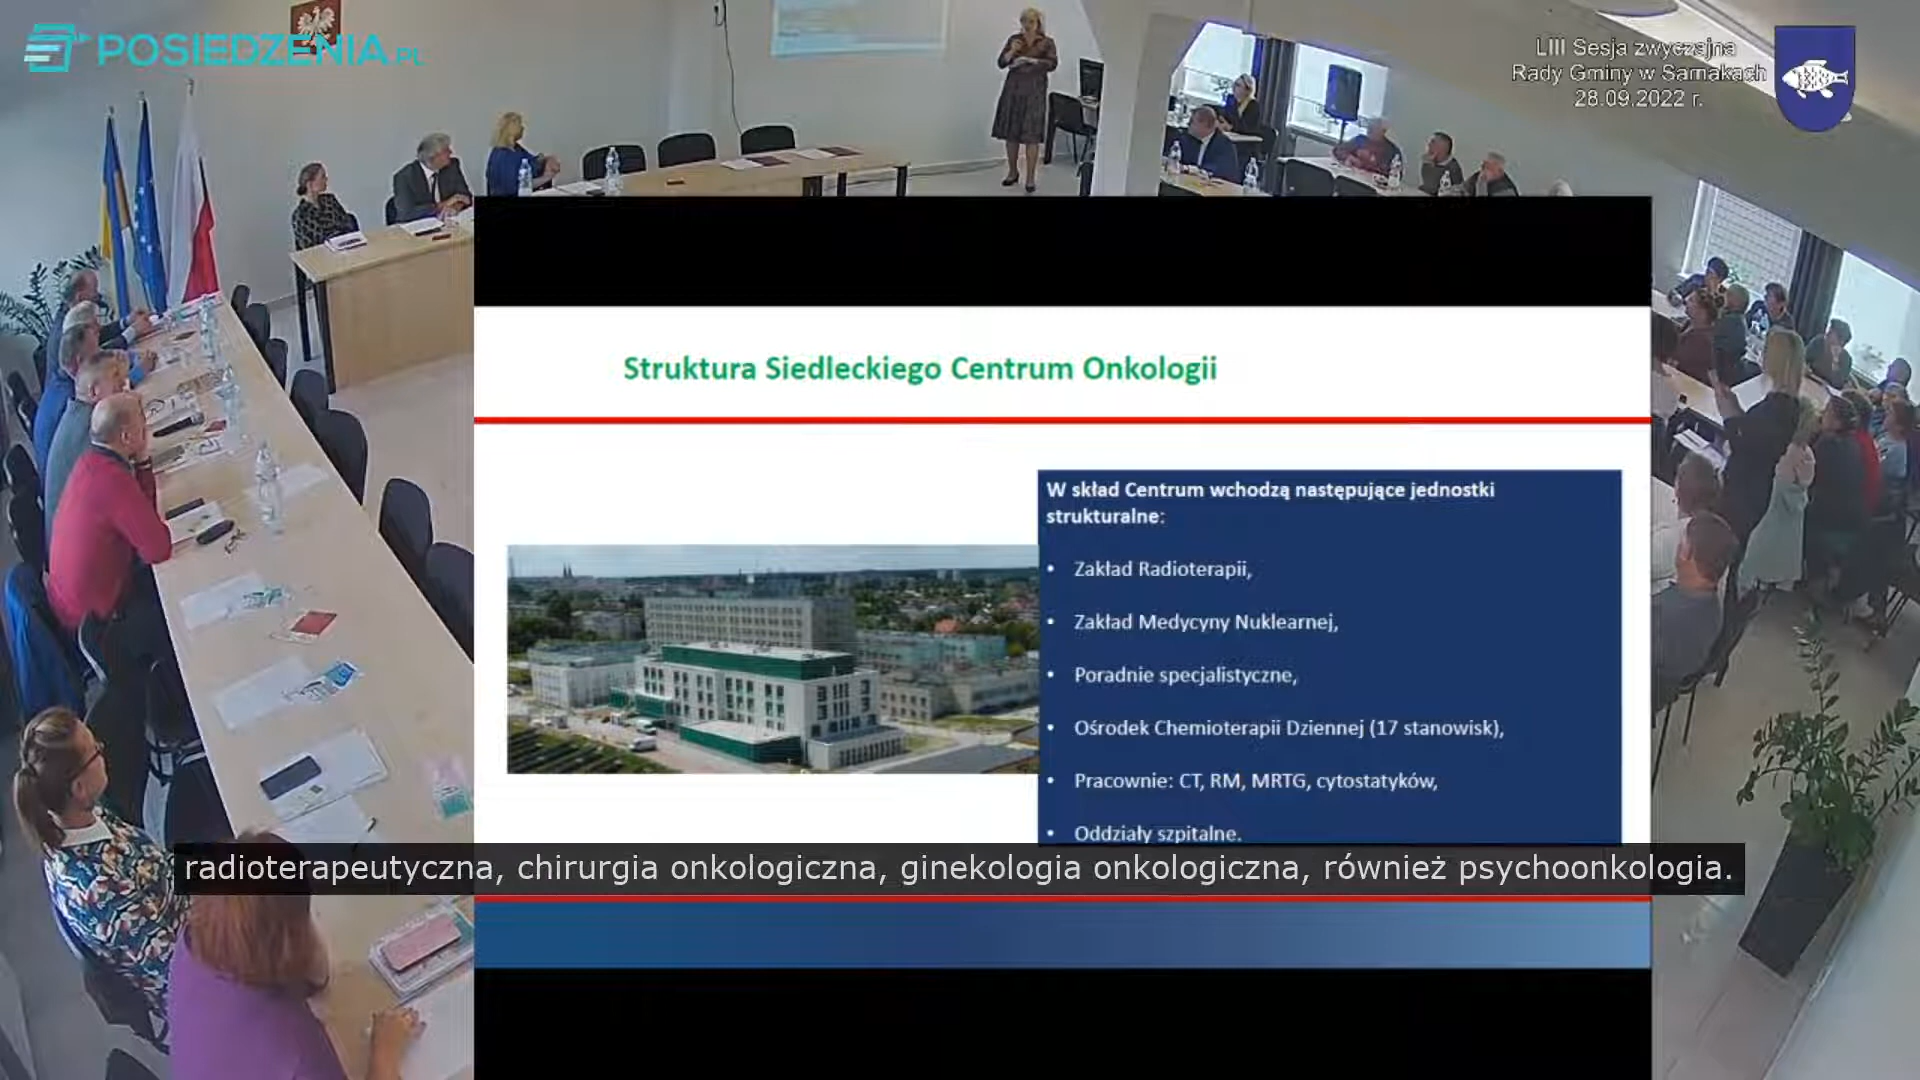 POSIEDZENIA.PL
LIII Sesja zwyczajna
Rady Gminy w Sarnakach
28.09.2022 r.
Struktura Siedleckiego Centrum Onkologii
W skład Centrum wchodzą następujące jednostki
strukturalne:
• Zakład Radioterapii,
• Zakład Medycyny Nuklearnej,
• Poradnie specjalistyczne,
• Ośrodek Chemioterapii Dziennej (17 stanowisk),
• Pracownie: CT, RM, MRTG, cytostatyków,
• Oddziały szpitalne.
radioterapeutyczna, chirurgia onkologiczna, ginekologia onkologiczna, również psychoonkologia.